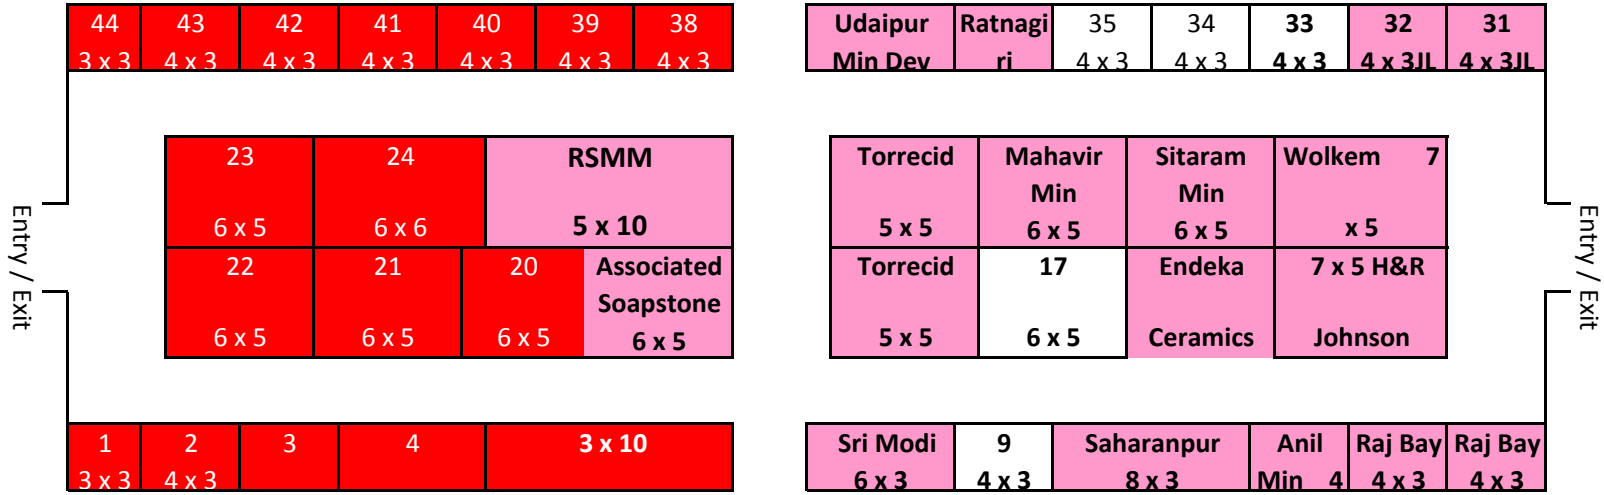 44 43 42 41 40 39 38 Udaipur Ratnagi 35 34 33 32 31
3 x 3 4 x 3 4 x 3 4 x 3 4 x 3 4 x 3 4 x 3 Min Dev ri 4 x 3 4 x 3 4 x 3 4 x 3JL 4 x 3JL
23 24 RSMM Torrecid Mahavir Sitaram Wolkem 7
Min Min
6 x 5 6 x 6 5 x 10 5 x 5 6 x 5 6 x 5 x 5
Entry / Exit
Entry / Exit
22 21 20 Associated Torrecid 17 Endeka 7 x 5 H&R
Soapstone
6 x 5 6 x 5 6 x 5 6 x 5 5 x 5 6 x 5 Ceramics Johnson
1 2 3 4 3 x 10 Sri Modi 9 Saharanpur Anil Raj Bay Raj Bay
3 x 3 4 x 3 6 x 3 4 x 3 8 x 3 Min 4 4 x 3 4 x 3